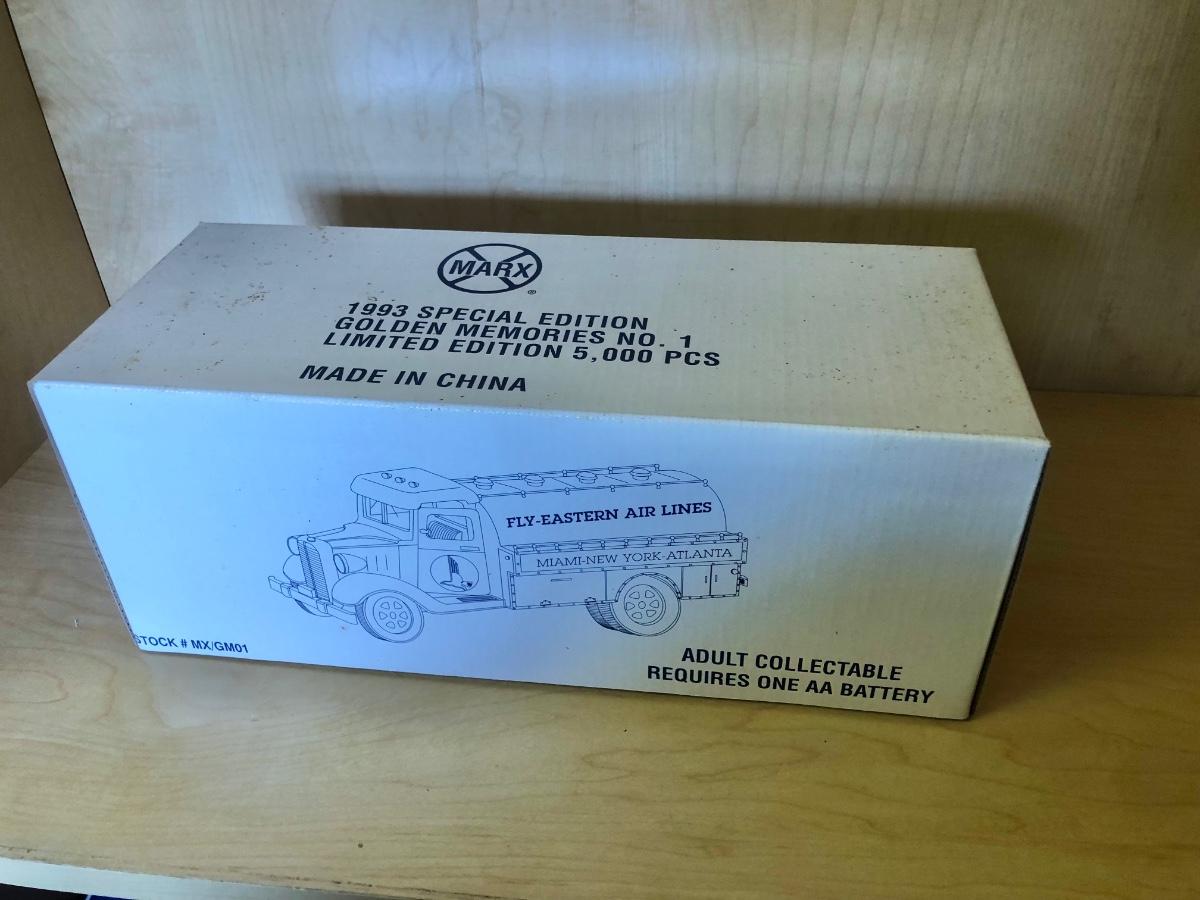 MARX
®
1993 SPECIAL EDITION
GOLDEN MEMORIES NO. 1
LIMITED EDITION 5,000 PCS
MADE IN CHINA
FLY-EASTERN AIR LINES
MIAMI-NEW YORK-ATLANTA
STOCK # MX/GM01
ADULT COLLECTABLE
REQUIRES ONE AA BATTERY